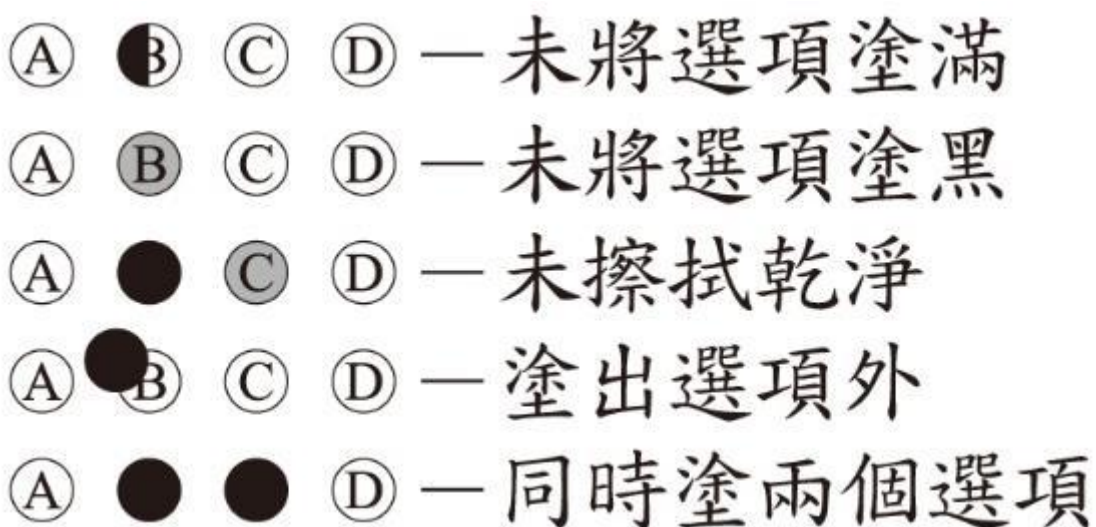 Ⓐ Ⓑ Ⓒ Ⓓ — 未將選項塗滿
Ⓐ Ⓑ Ⓒ Ⓓ — 未將選項塗黑
Ⓐ ● Ⓒ Ⓓ — 未擦拭乾淨
Ⓐ Ⓑ Ⓒ Ⓓ — 塗出選項外
Ⓐ ● ● Ⓓ — 同時塗兩個選項